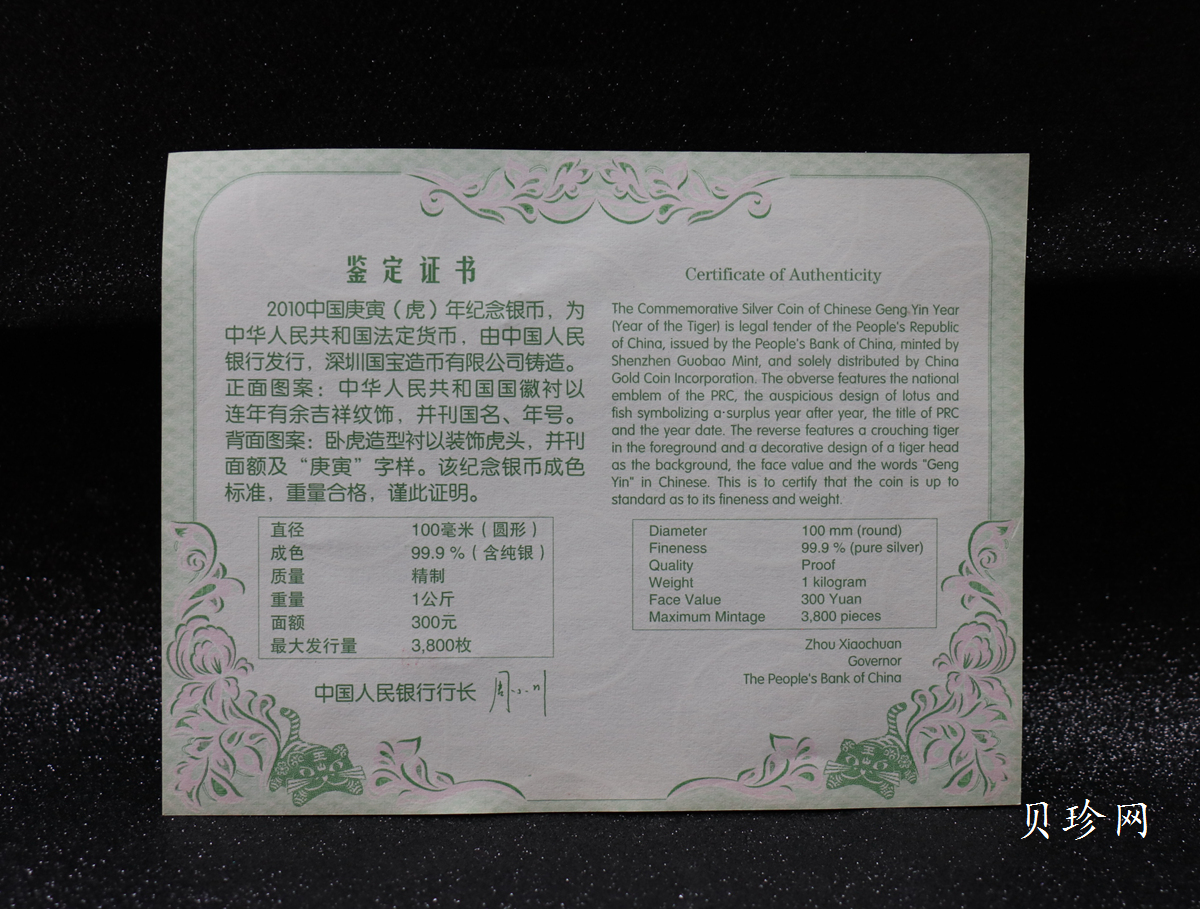 鉴定证书
2010中国庚寅（虎）年纪念银币，为
中华人民共和国法定货币，由中国人民
银行发行，深圳国宝造币有限公司铸造。
正面图案：中华人民共和国国徽衬以
连年有余吉祥纹饰，并刊国名、年号。
背面图案：卧虎造型衬以装饰虎头，并刊
面额及“庚寅”字样。该纪念银币成色
标准，重量合格，谨此证明。
直径 100毫米（圆形）
成色 99.9 %（含纯银）
质量 精制
重量 1公斤
面额 300元
最大发行量 3,800枚
中国人民银行行长 周小川
Certificate of Authenticity
The Commemorative Silver Coin of Chinese Geng Yin Year
(Year of the Tiger) is legal tender of the People's Republic
of China, issued by the People's Bank of China, minted by
Shenzhen Guobao Mint, and solely distributed by China
Gold Coin Incorporation. The obverse features the national
emblem of the PRC, the auspicious design of lotus and
fish symbolizing a-surplus year after year, the title of PRC
and the year date. The reverse features a crouching tiger
in the foreground and a decorative design of a tiger head
as the background, the face value and the words "Geng
Yin" in Chinese. This is to certify that the coin is up to
standard as to its fineness and weight.
Diameter 100 mm (round)
Fineness 99.9 % (pure silver)
Quality Proof
Weight 1 kilogram
Face Value 300 Yuan
Maximum Mintage 3,800 pieces
Zhou Xiaochuan
Governor
The People's Bank of China
贝珍网